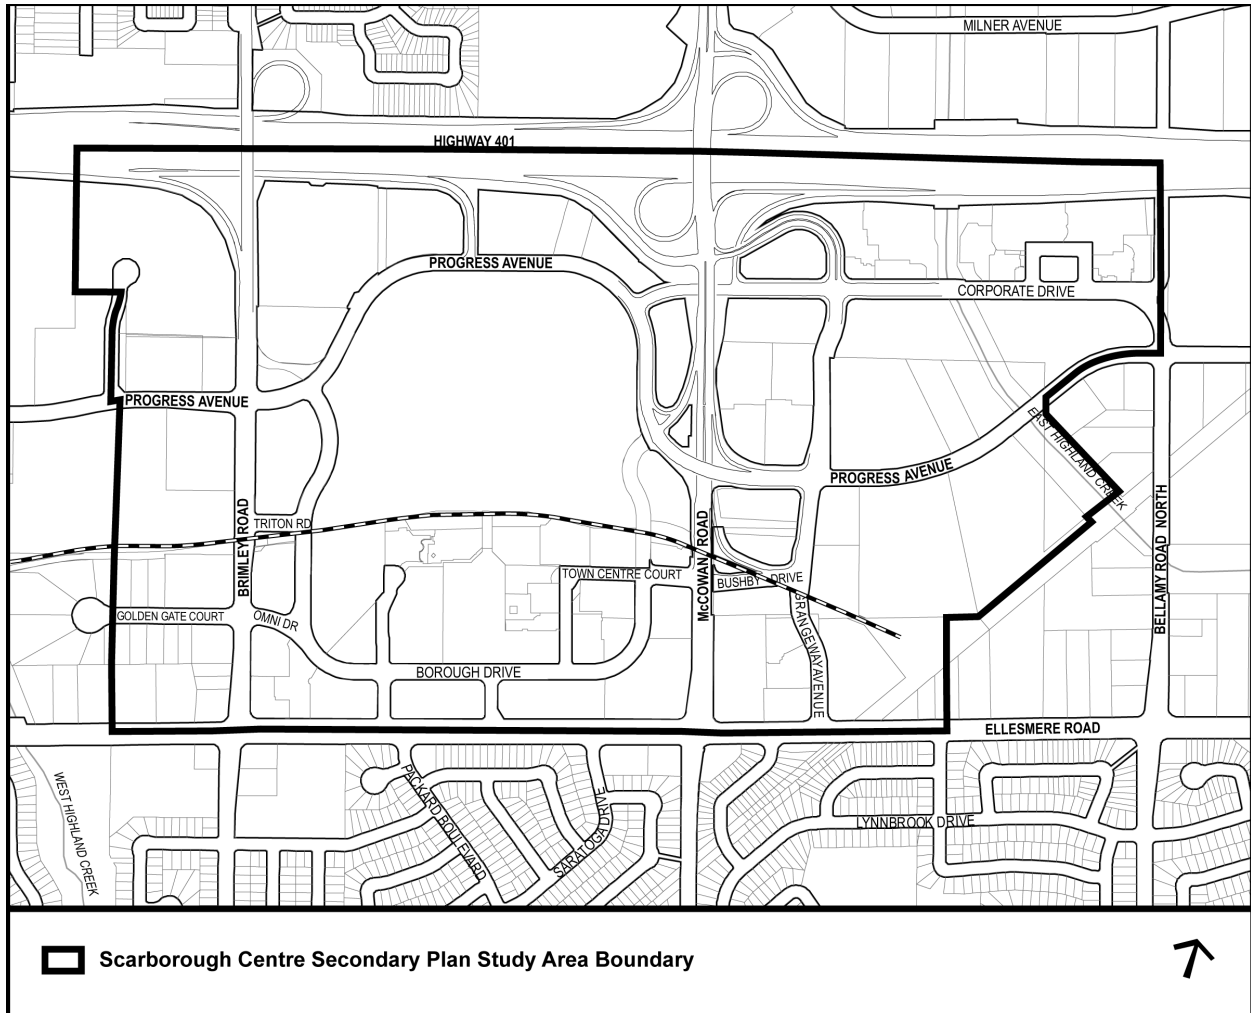 MILNER AVENUE
HIGHWAY 401
PROGRESS AVENUE
CORPORATE DRIVE
PROGRESS AVENUE
EAST HIGHLAND CREEK
PROGRESS AVENUE
BRIMLEY ROAD
TRITON RD
McCOWAN ROAD
BELLAMY ROAD NORTH
TOWN CENTRE COURT
BUSHBY DRIVE
GOLDEN GATE COURT
OMNI DR
GRANGEWAY AVENUE
BOROUGH DRIVE
ELLESMERE ROAD
WEST HIGHLAND CREEK
PACKARD BOULEVARD
SARATOGA DRIVE
LYNNBROOK DRIVE
Scarborough Centre Secondary Plan Study Area Boundary